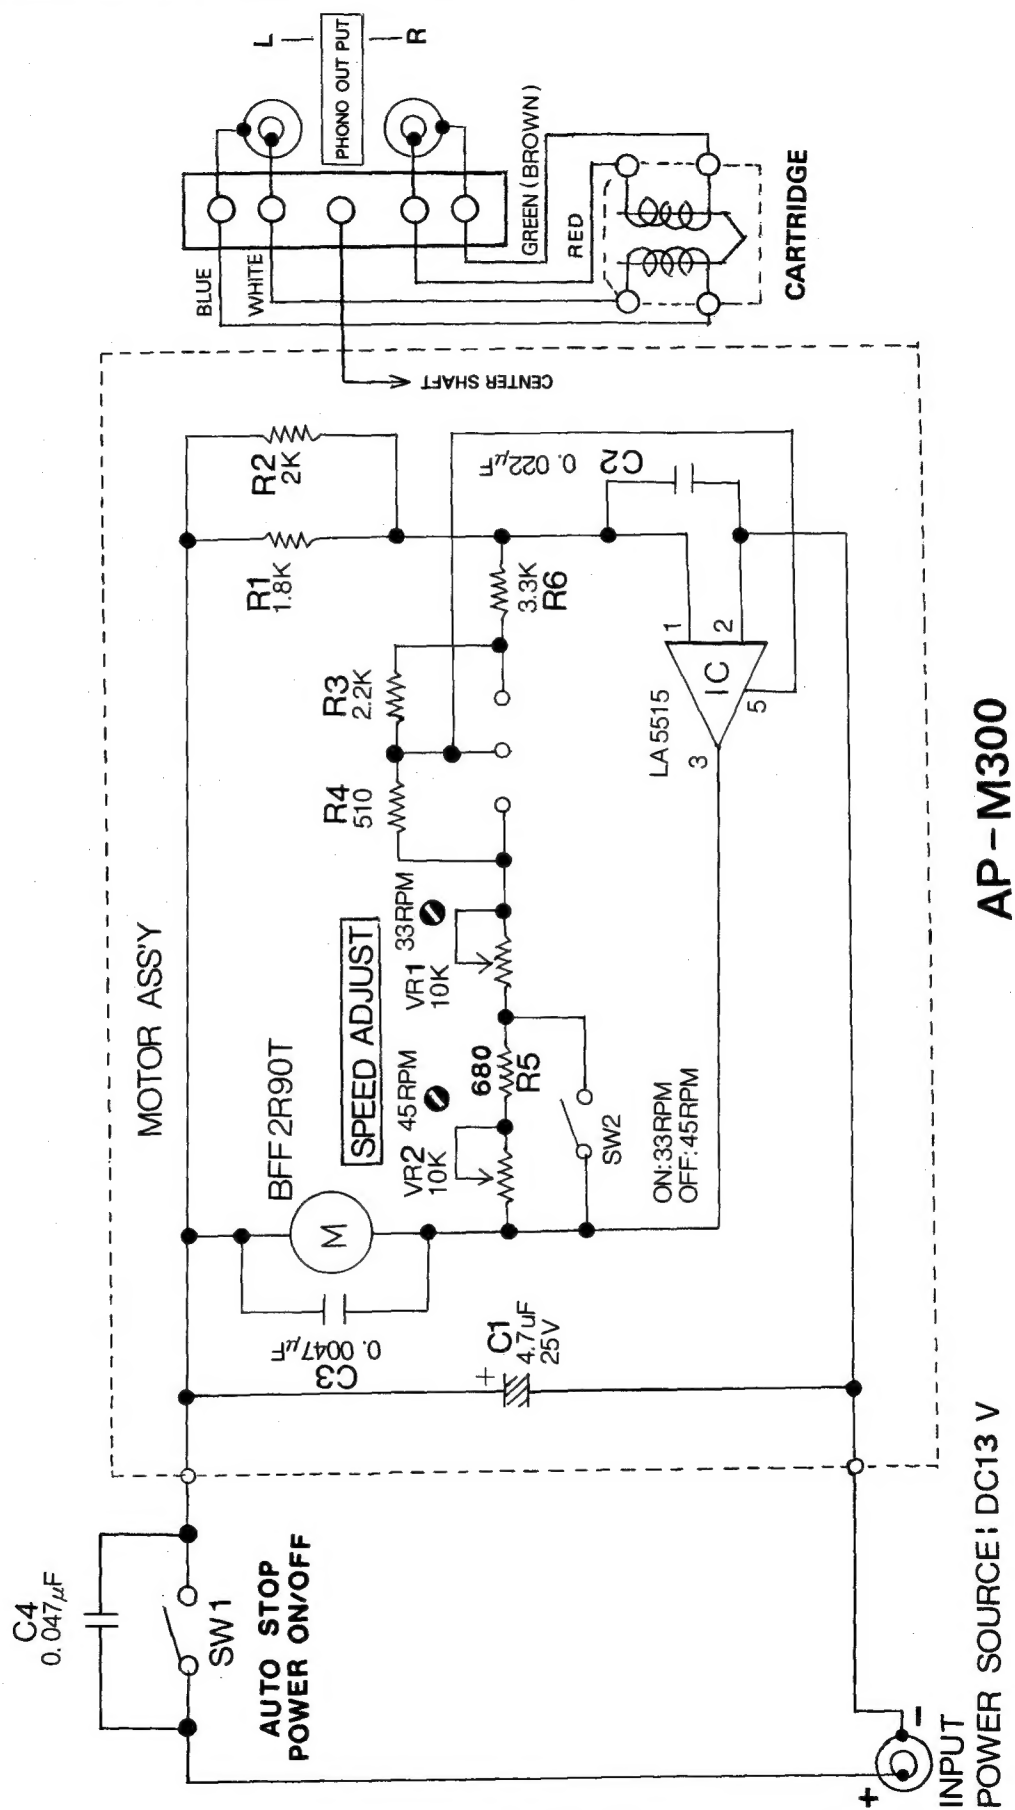 C4
0.047µF
SW1
AUTO STOP
POWER ON/OFF
+
-
INPUT
POWER SOURCE: DC13 V
MOTOR ASS'Y
BFF2R90T
M
C3
0.0047µF
+
C1
4.7uF
25V
SPEED ADJUST
45RPM
33RPM
VR2
10K
680
R5
VR1
10K
SW2
ON:33RPM
OFF:45RPM
R4
510
R3
2.2K
R6
3.3K
R1
1.8K
R2
2K
C2
0.022µF
LA5515
IC
1
2
3
5
CENTER SHAFT
BLUE
WHITE
GREEN(BROWN)
RED
CARTRIDGE
L
PHONO OUT PUT
R
AP-M300